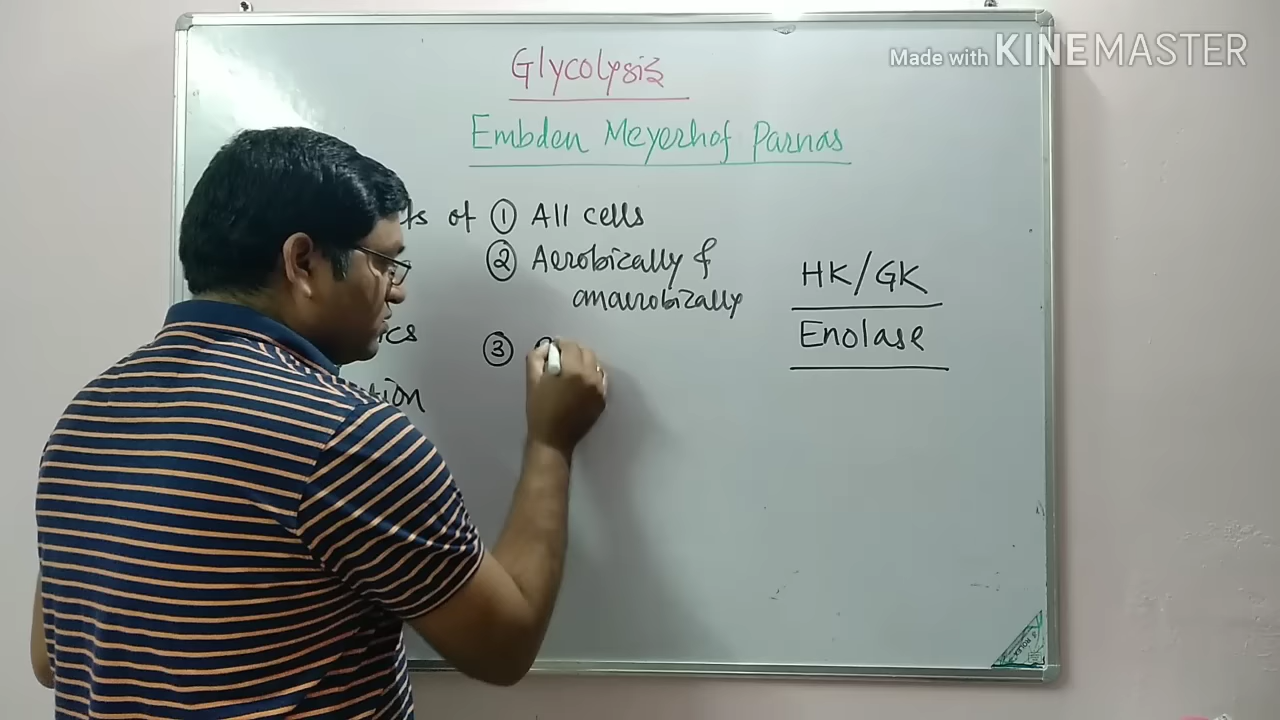 Made with KINEMASTER
Glycolysis
Embden Meyerhof Parnas
of ① All cells
② Aerobically &
anaerobically
HK/GK
Enolase
③